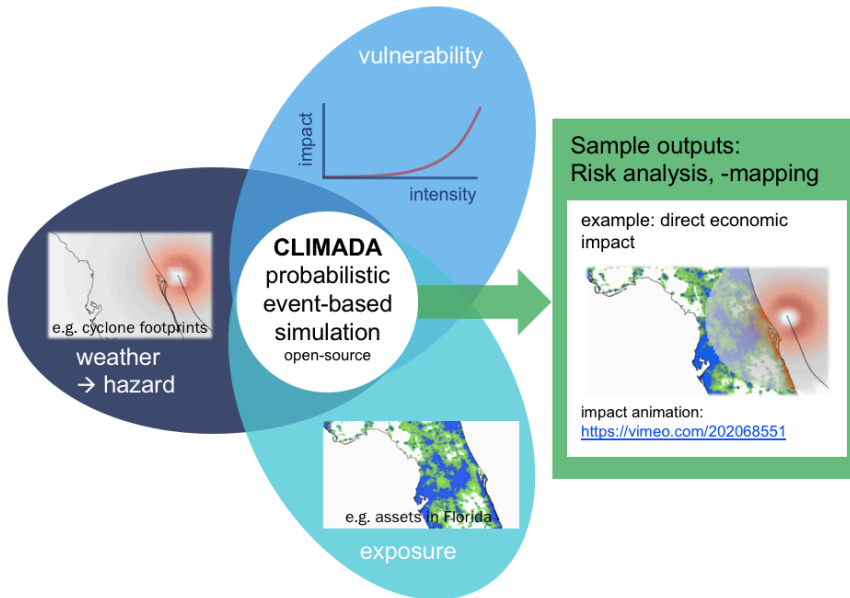 vulnerability
impact
intensity
CLIMADA
probabilistic
event-based
simulation
open-source
e.g. cyclone footprints
weather
→ hazard
e.g. assets in Florida
exposure
Sample outputs:
Risk analysis, -mapping
example: direct economic
impact
impact animation:
https://vimeo.com/202068551